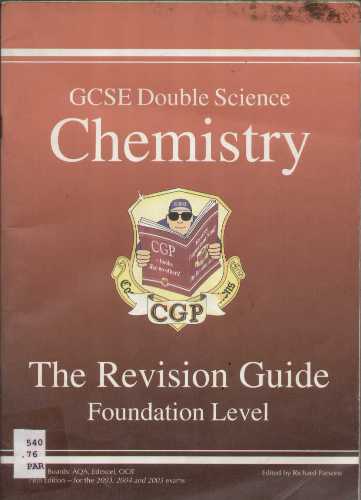 GCSE Double Science
Chemistry
CGP
CGP
The Revision Guide
Foundation Level
540
.76
PAR
Boards: AQA, Edexcel, OCR
Edition – for the 2003, 2004 and 2005 exams
Edited by Richard Parsons